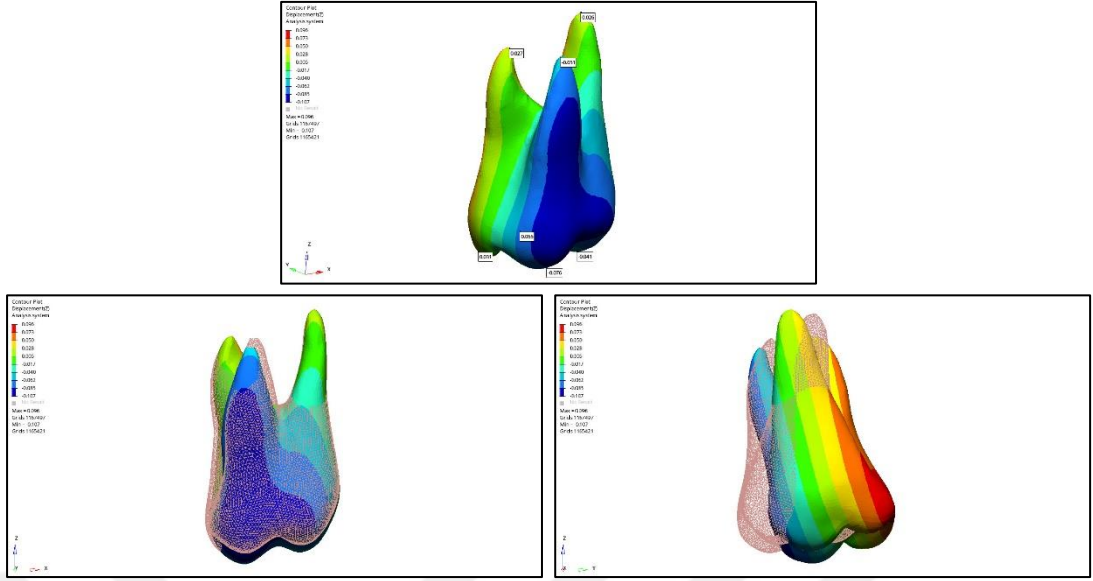 Contour Plot
Displacement(Z)
Analysis system
0.096
0.073
0.050
0.028
0.005
-0.017
-0.040
-0.062
-0.085
-0.107
No Result
Max = 0.096
Min = -0.107
0.027
0.026
-0.011
0.055
0.031
-0.076
-0.041
Z
Y
X
Contour Plot
Displacement(Z)
Analysis system
0.096
0.073
0.050
0.028
0.005
-0.017
-0.040
-0.062
-0.085
-0.107
No Result
Max = 0.096
Min = -0.107
Z
Y
X
Contour Plot
Displacement(Z)
Analysis system
0.096
0.073
0.050
0.028
0.005
-0.017
-0.040
-0.062
-0.085
-0.107
No Result
Max = 0.096
Min = -0.107
Z
X
Y